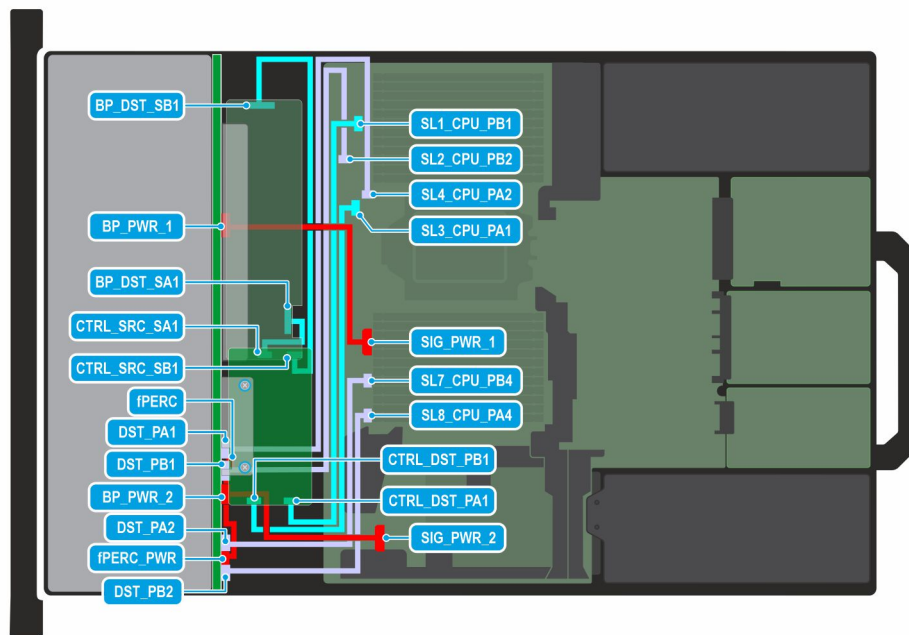 BP_DST_SB1
BP_PWR_1
BP_DST_SA1
CTRL_SRC_SA1
CTRL_SRC_SB1
fPERC
DST_PA1
DST_PB1
BP_PWR_2
DST_PA2
fPERC_PWR
DST_PB2
SL1_CPU_PB1
SL2_CPU_PB2
SL4_CPU_PA2
SL3_CPU_PA1
SIG_PWR_1
SL7_CPU_PB4
SL8_CPU_PA4
CTRL_DST_PB1
CTRL_DST_PA1
SIG_PWR_2